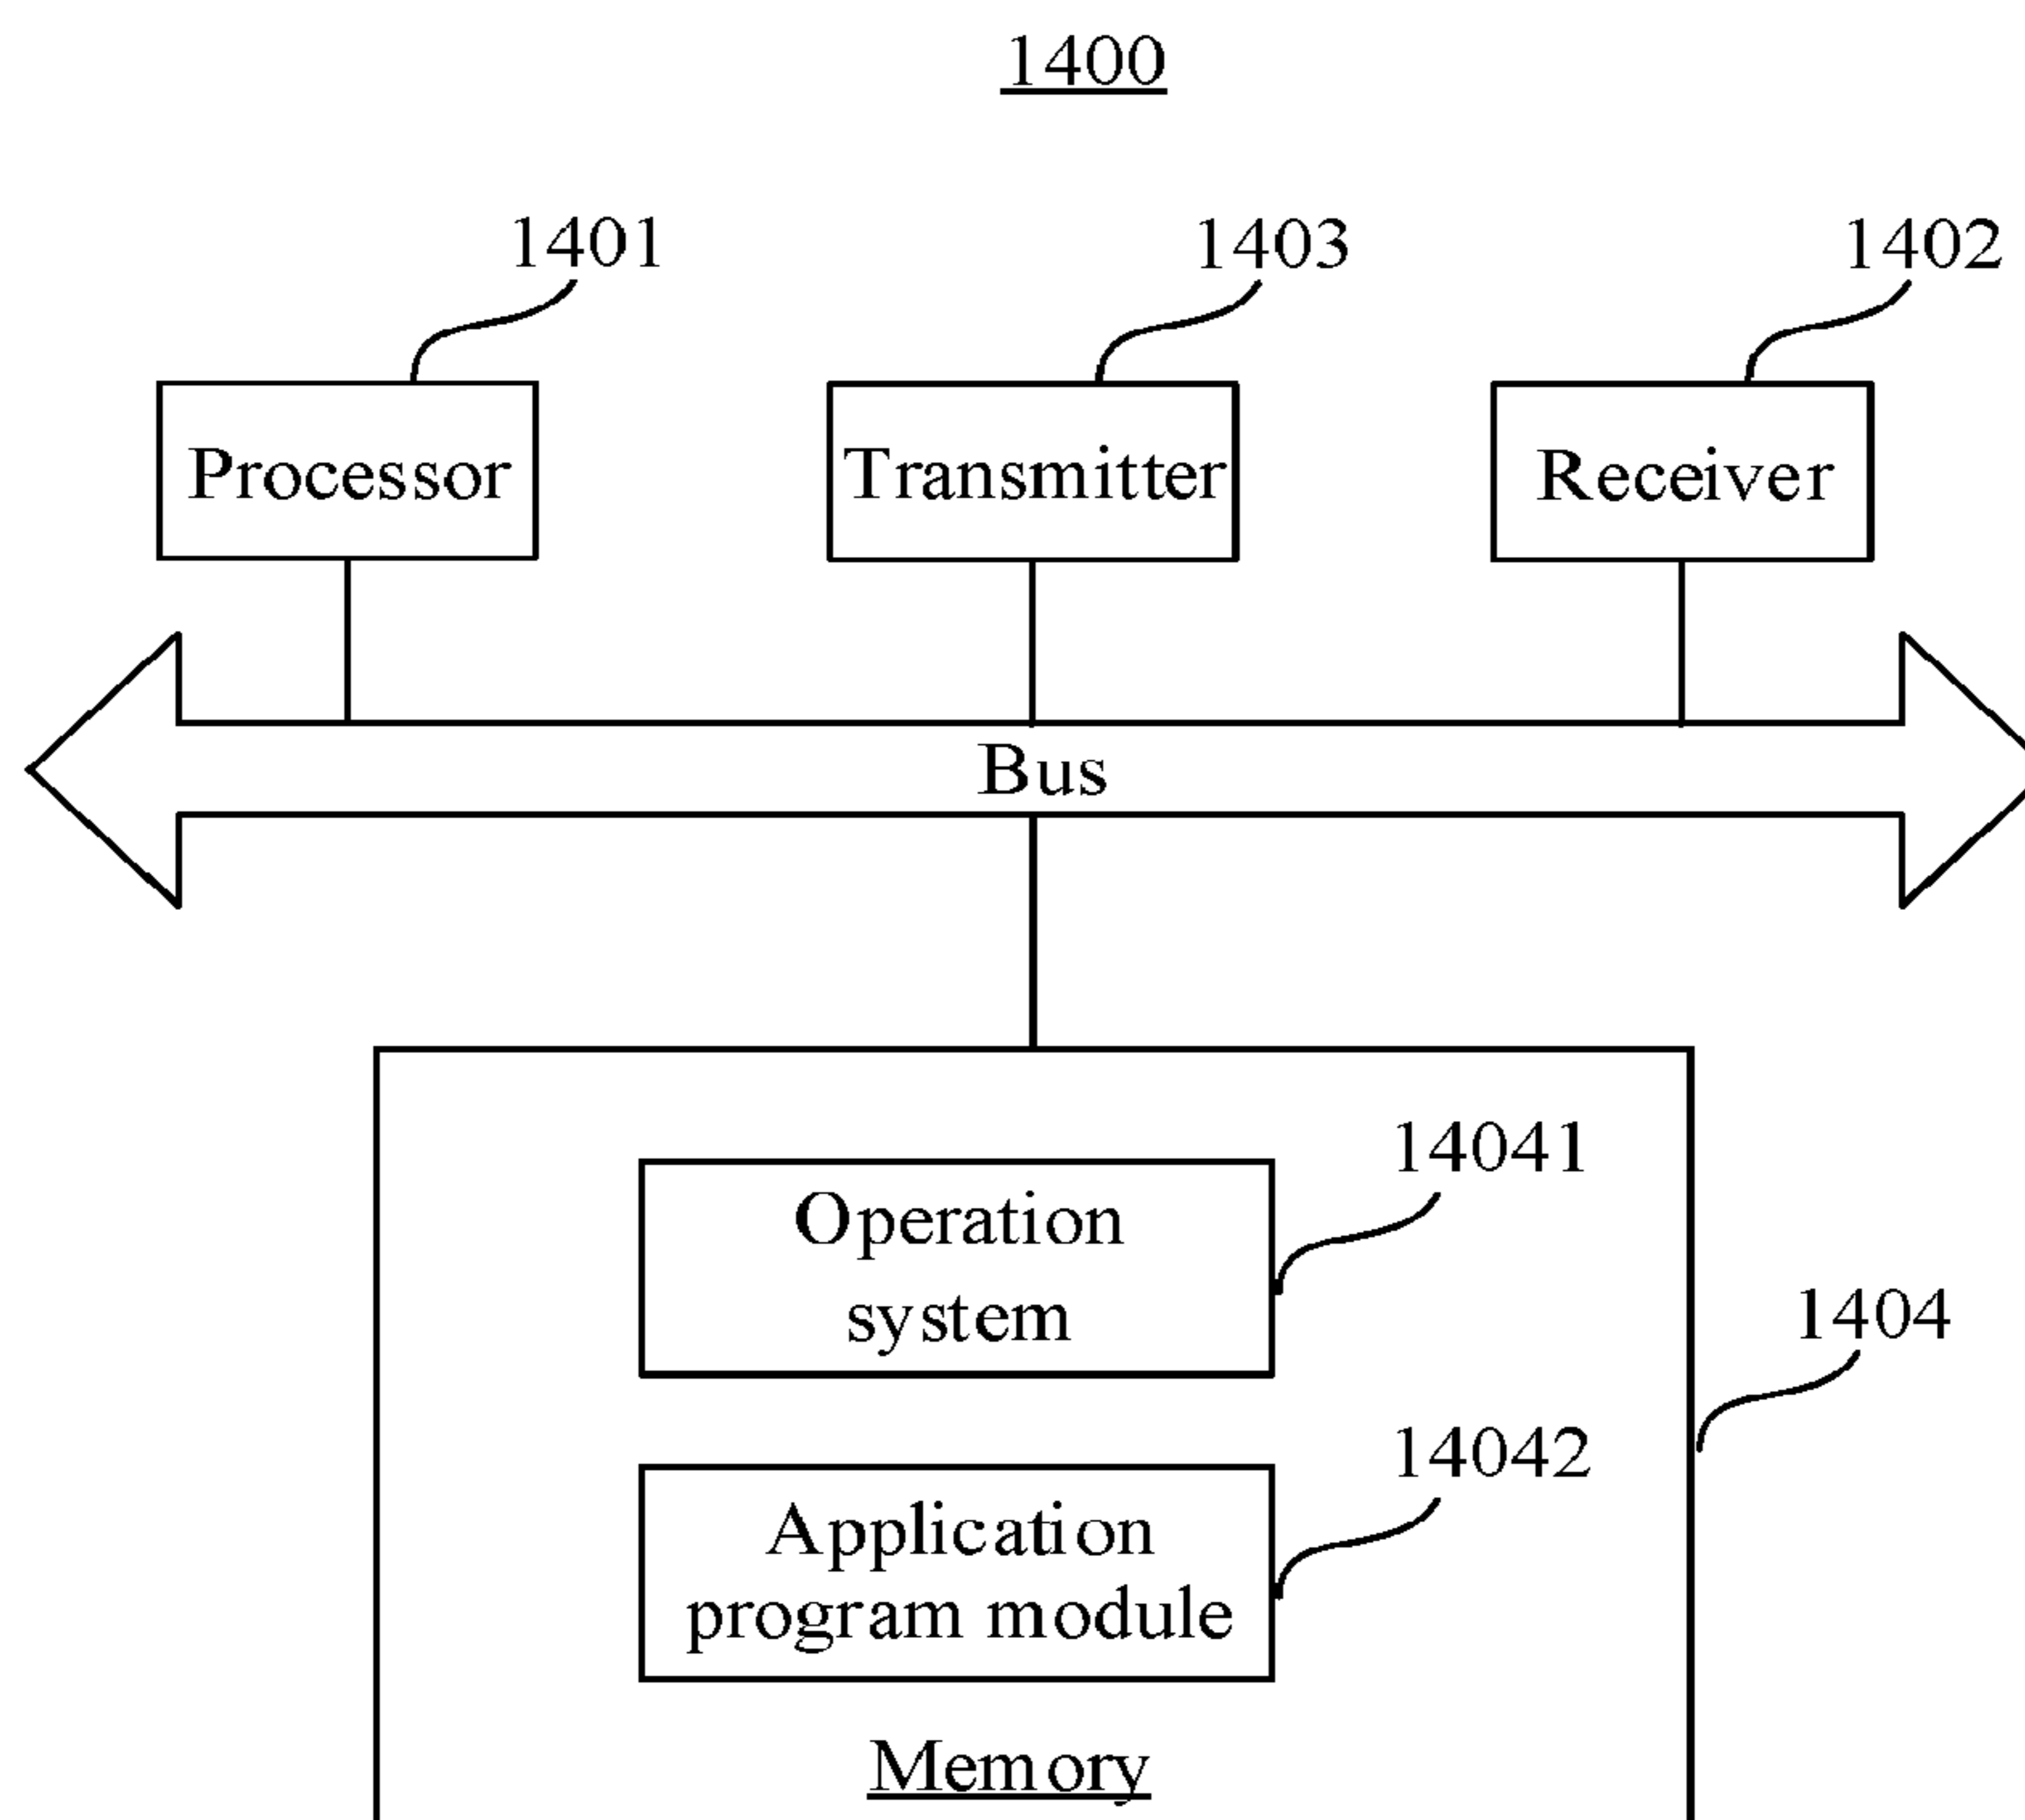 1400
1401
1403
1402
Processor
Transmitter
Receiver
Bus
14041
Operation
system
1404
14042
Application
program module
Memory